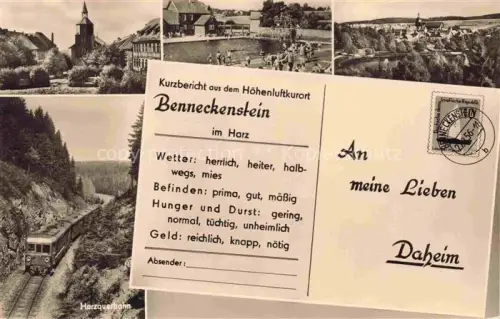 Kurzbericht aus dem Höhenluftkurort
Benneckenstein
im Harz
Wetter: herrlich, heiter, halb-
wegs, mies
Befinden: prima, gut, mäßig
Hunger und Durst: gering,
normal, tüchtig, unheimlich
Geld: reichlich, knapp, nötig
Absender:
An
meine Lieben
Daheim
BENNECKENSTEIN
Harzquerbahn